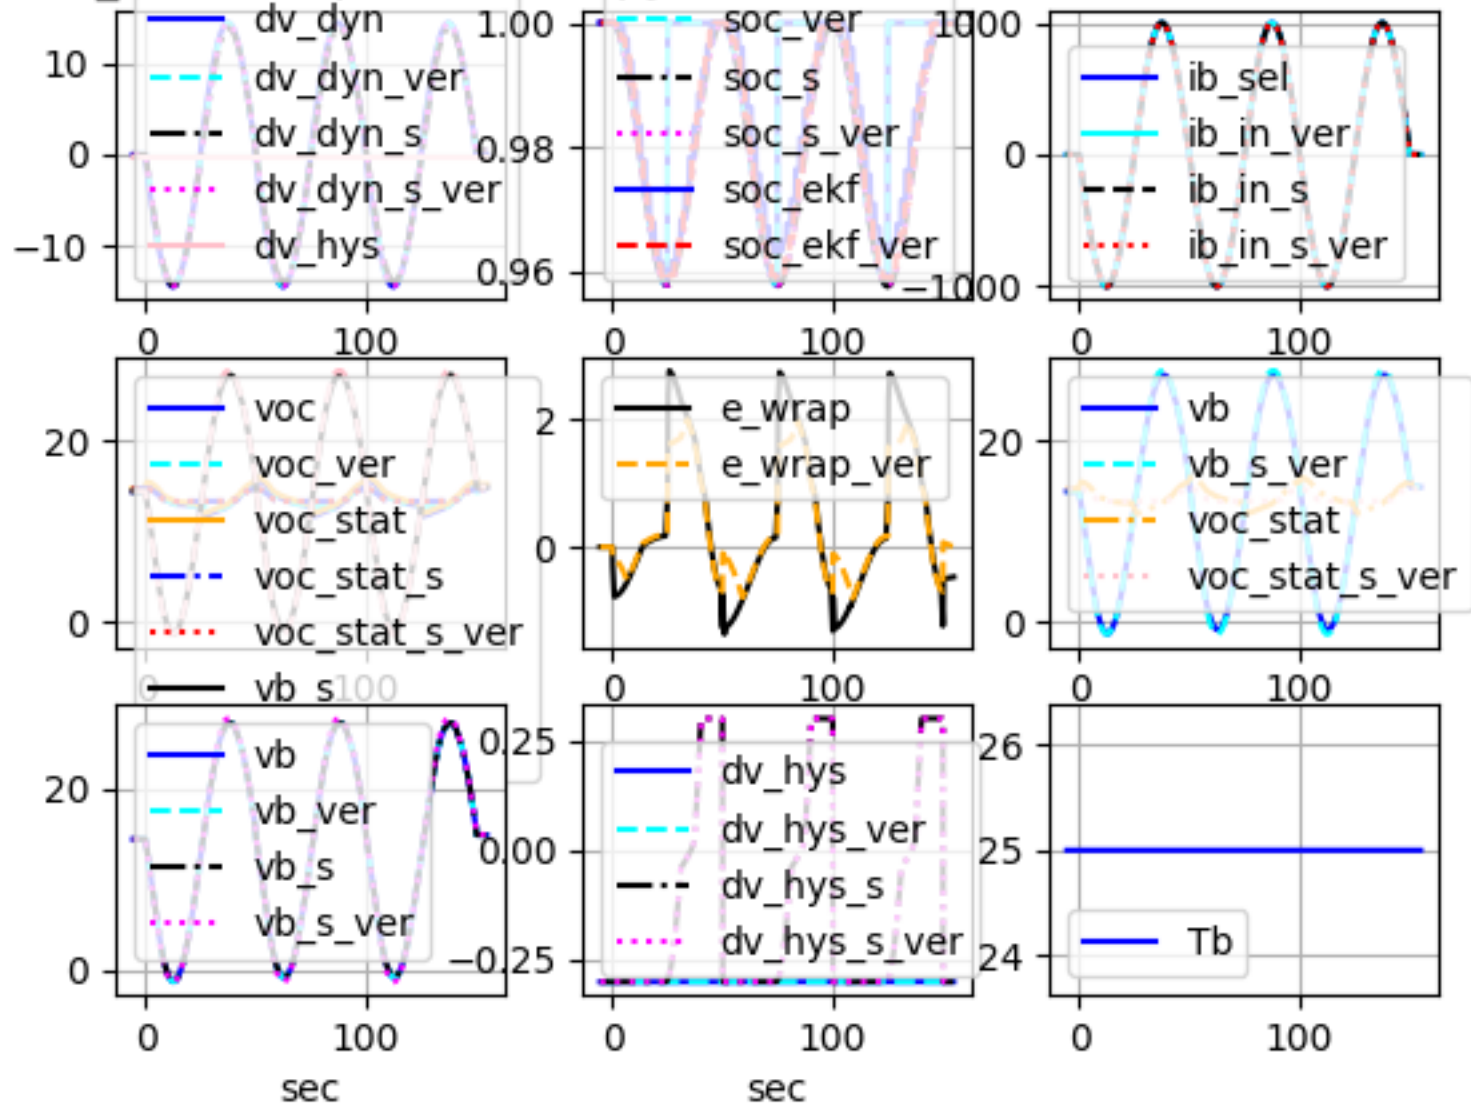 10
0
−10
dv_dyn
dv_dyn_ver
dv_dyn_s
dv_dyn_s_ver
dv_hys
0 100
1.00
0.98
0.96
soc_ver
soc_s
soc_s_ver
soc_ekf
soc_ekf_ver
0 100
1000
0
−1000
ib_sel
ib_in_ver
ib_in_s
ib_in_s_ver
0 100
20
0
voc
voc_ver
voc_stat
voc_stat_s
voc_stat_s_ver
vb_s
0 100
2
0
e_wrap
e_wrap_ver
0 100
20
0
vb
vb_s_ver
voc_stat
voc_stat_s_ver
0 100
20
0
vb
vb_ver
vb_s
vb_s_ver
0 100
sec
0.25
0.00
−0.25
dv_hys
dv_hys_ver
dv_hys_s
dv_hys_s_ver
0 100
sec
26
25
24
Tb
0 100